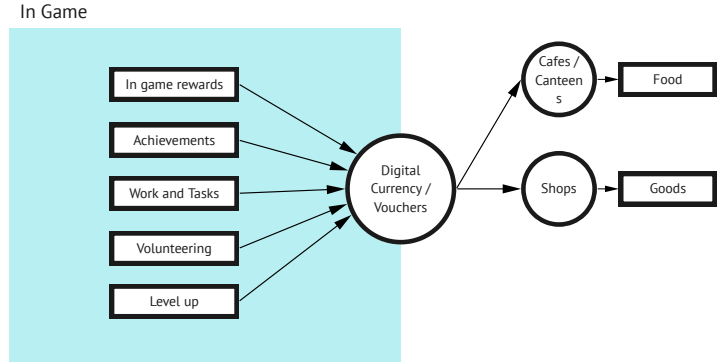 In Game
In game rewards
Achievements
Work and Tasks
Volunteering
Level up
Digital
Currency /
Vouchers
Cafes /
Canteen
s
Food
Shops
Goods